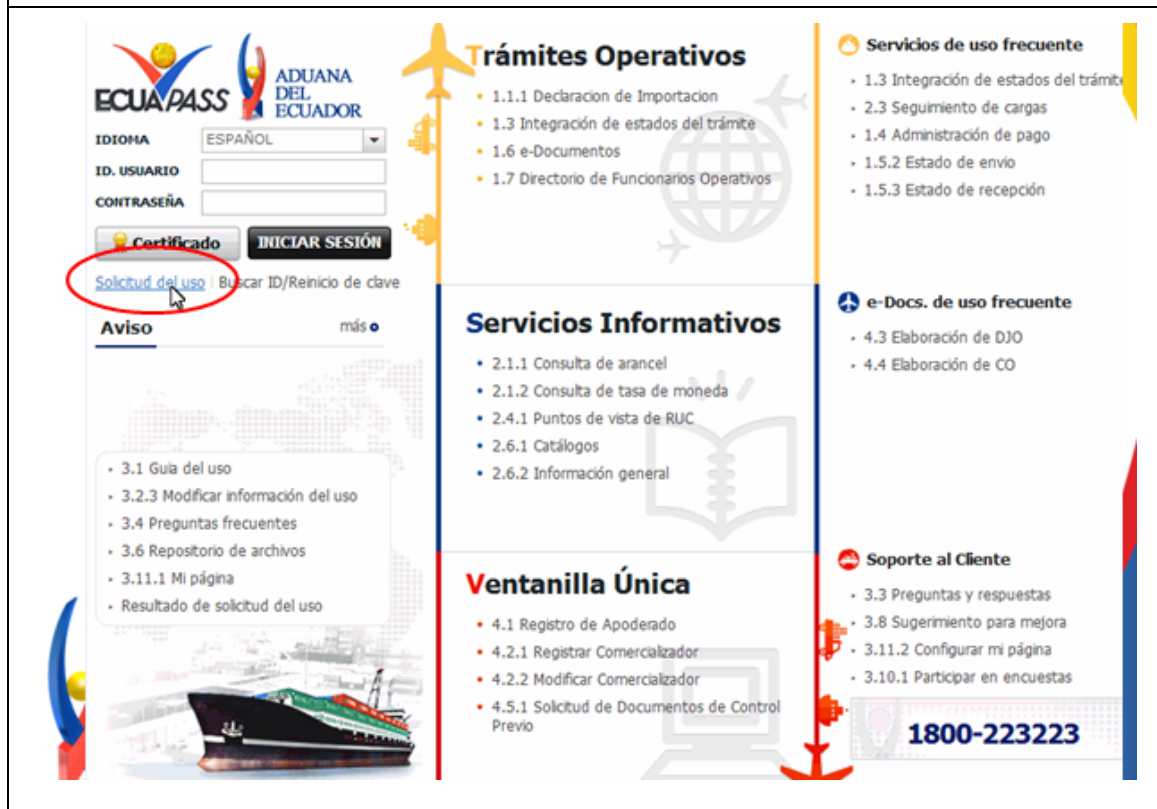 ECUAPASS
ADUANA
DEL
ECUADOR
IDIOMA
ESPAÑOL
ID. USUARIO
CONTRASEÑA
Certificado
INICIAR SESIÓN
Solicitud del uso | Buscar ID/Reinicio de clave
Aviso
más
3.1 Guia del uso
3.2.3 Modificar información del uso
3.4 Preguntas frecuentes
3.6 Repositorio de archivos
3.11.1 Mi página
Resultado de solicitud del uso
Trámites Operativos
1.1.1 Declaracion de Importacion
1.3 Integración de estados del trámite
1.6 e-Documentos
1.7 Directorio de Funcionarios Operativos
Servicios Informativos
2.1.1 Consulta de arancel
2.1.2 Consulta de tasa de moneda
2.4.1 Puntos de vista de RUC
2.6.1 Catálogos
2.6.2 Información general
Ventanilla Única
4.1 Registro de Apoderado
4.2.1 Registrar Comercializador
4.2.2 Modificar Comercializador
4.5.1 Solicitud de Documentos de Control
Previo
Servicios de uso frecuente
1.3 Integración de estados del trámite
2.3 Seguimiento de cargas
1.4 Administración de pago
1.5.2 Estado de envio
1.5.3 Estado de recepción
e-Docs. de uso frecuente
4.3 Elaboración de DJO
4.4 Elaboración de CO
Soporte al Cliente
3.3 Preguntas y respuestas
3.8 Sugerimiento para mejora
3.11.2 Configurar mi página
3.10.1 Participar en encuestas
1800-223223